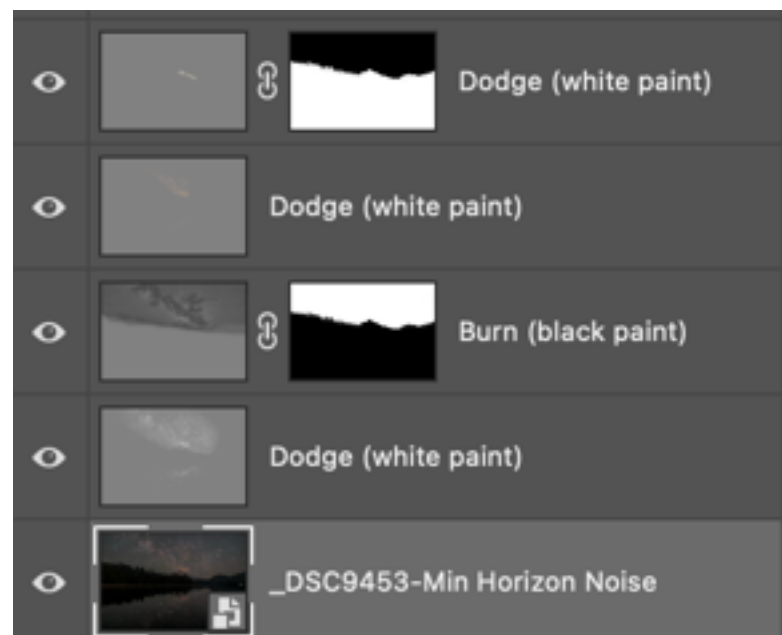 Dodge (white paint)
Dodge (white paint)
Burn (black paint)
Dodge (white paint)
_DSC9453-Min Horizon Noise